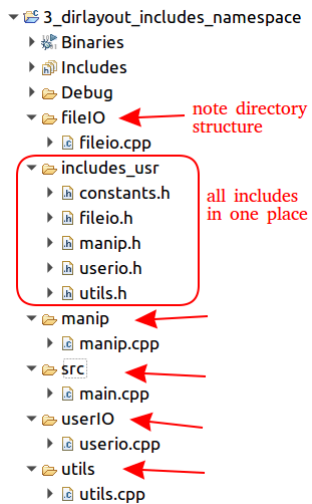 3_dirlayout_includes_namespace
Binaries
Includes
Debug
fileIO
note directory
structure
fileio.cpp
includes_usr
constants.h
all includes
in one place
fileio.h
manip.h
userio.h
utils.h
manip
manip.cpp
src
main.cpp
userIO
userio.cpp
utils
utils.cpp